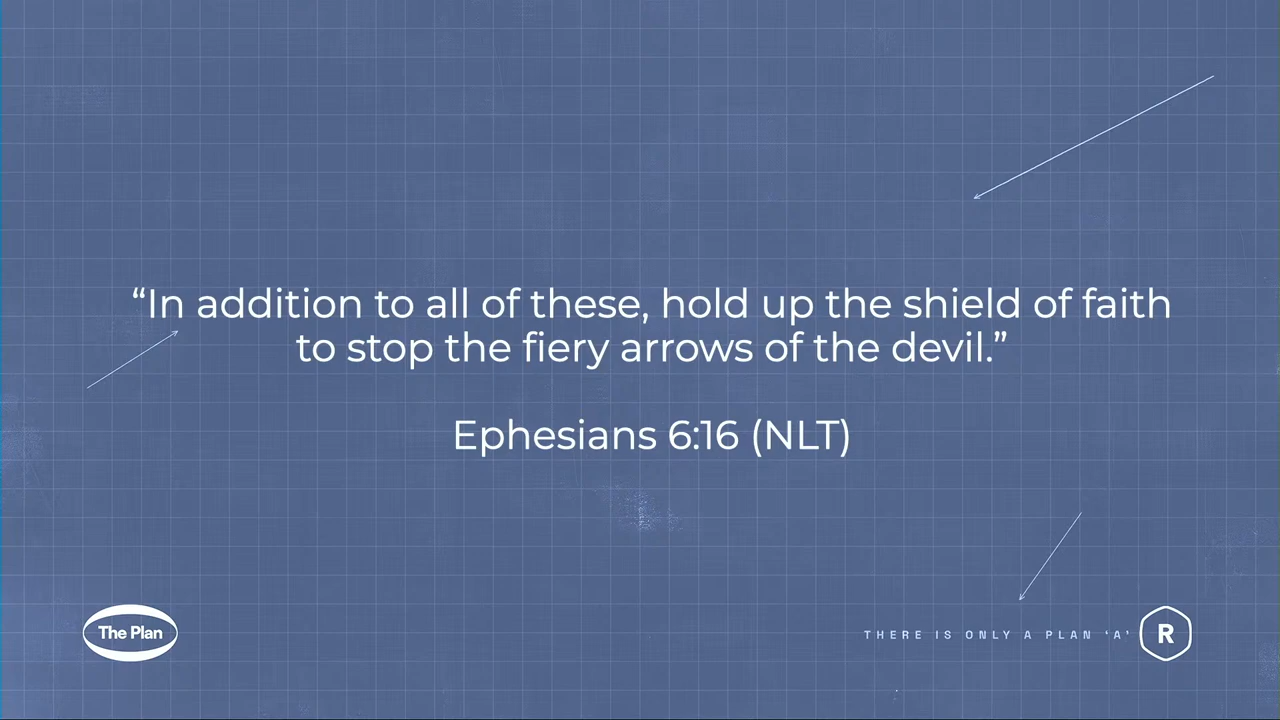 “In addition to all of these, hold up the shield of faith
to stop the fiery arrows of the devil.”
Ephesians 6:16 (NLT)
The Plan
THERE IS ONLY A PLAN ‘A’
R